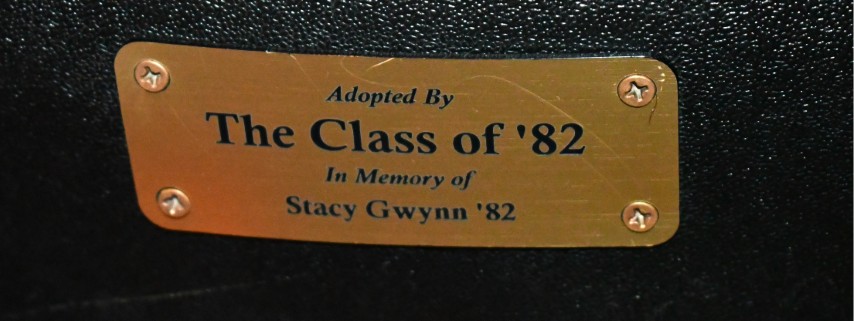 Adopted By
The Class of '82
In Memory of
Stacy Gwynn '82